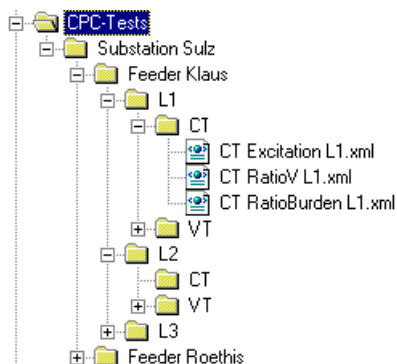 CPC-Tests
Substation Sulz
Feeder Klaus
L1
CT
CT Excitation L1.xml
CT RatioV L1.xml
CT RatioBurden L1.xml
VT
L2
CT
VT
L3
Feeder Roethis